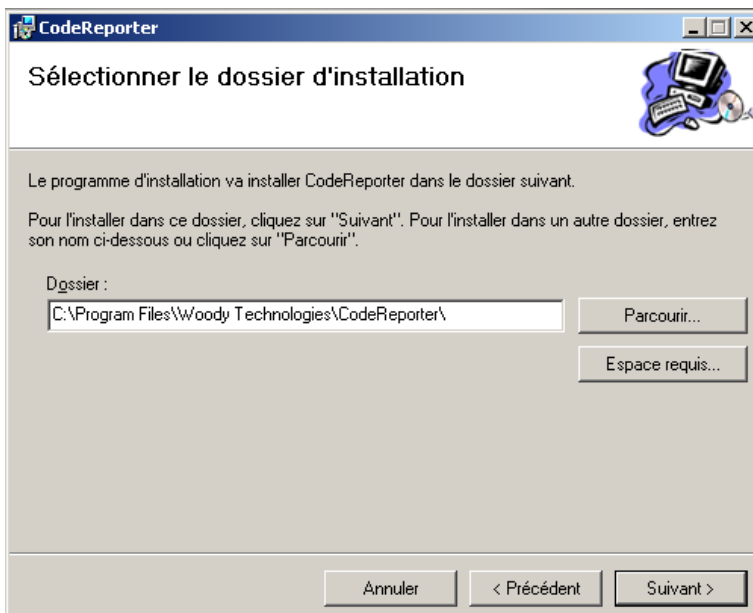 CodeReporter
Sélectionner le dossier d'installation
Le programme d'installation va installer CodeReporter dans le dossier suivant.
Pour l'installer dans ce dossier, cliquez sur "Suivant". Pour l'installer dans un autre dossier, entrez
son nom ci-dessous ou cliquez sur "Parcourir".
Dossier :
C:\Program Files\Woody Technologies\CodeReporter\
Parcourir...
Espace requis...
Annuler
< Précédent
Suivant >